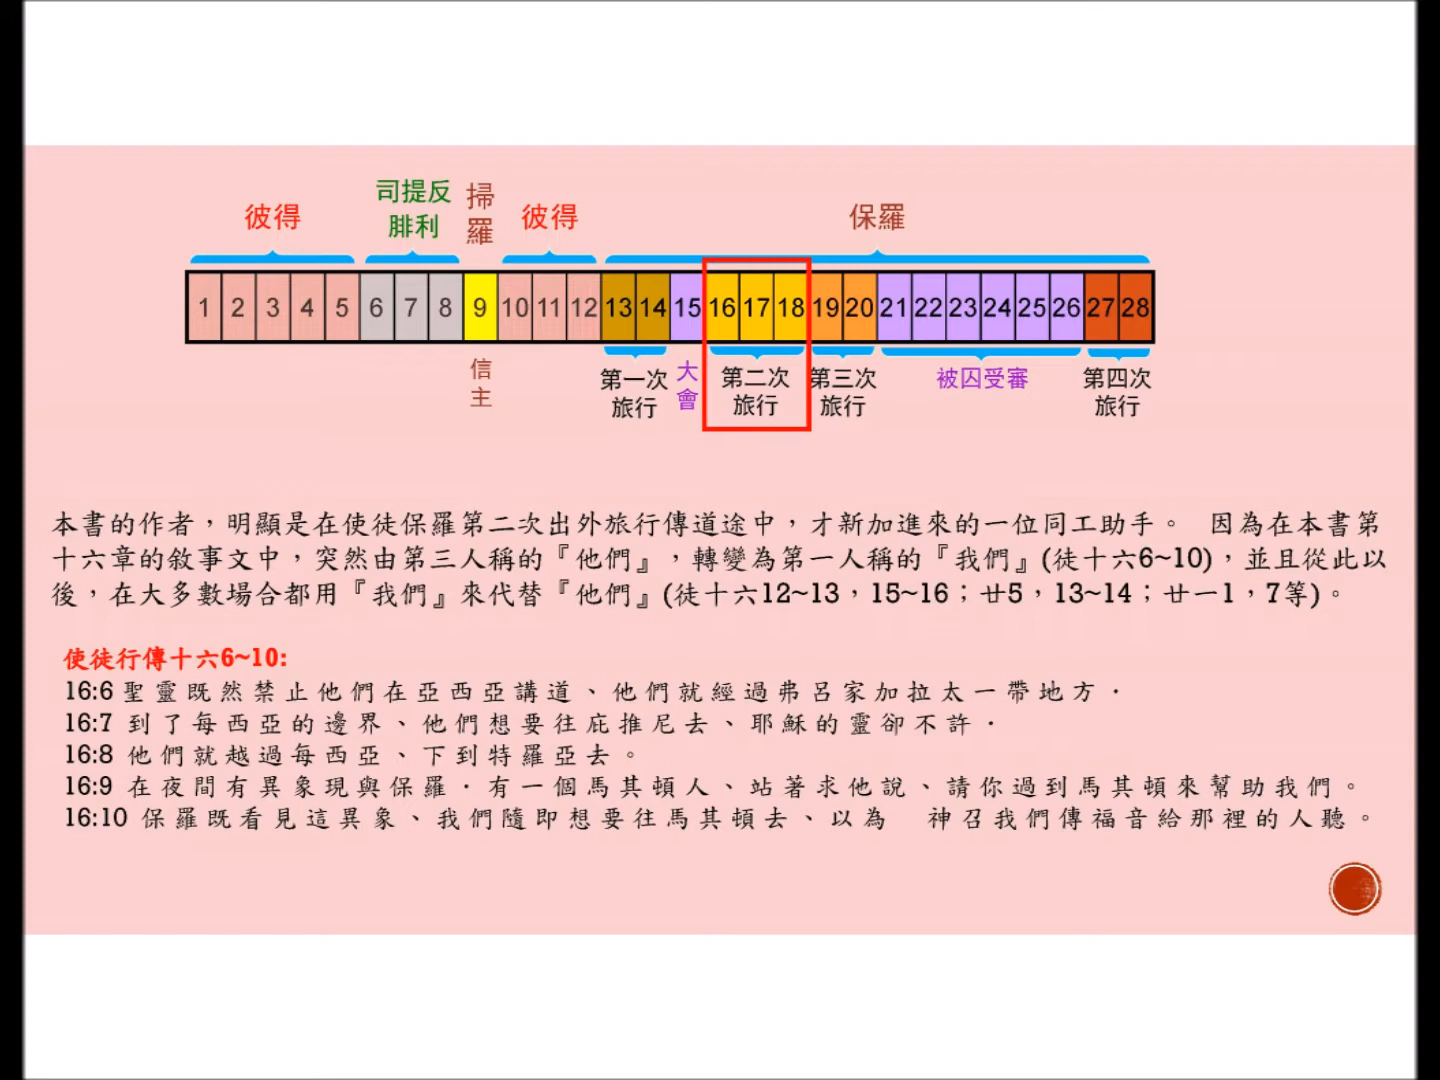 彼得
司提反
腓利
掃
羅
彼得
保羅
1 2 3 4 5 6 7 8 9 10 11 12 13 14 15 16 17 18 19 20 21 22 23 24 25 26 27 28
信
主
第一次
旅行
大
會
第二次
旅行
第三次
旅行
被囚受審
第四次
旅行
本書的作者，明顯是在使徒保羅第二次出外旅行傳道途中，才新加進來的一位同工助手。 因為在本書第
十六章的敘事文中，突然由第三人稱的『他們』，轉變為第一人稱的『我們』(徒十六6~10)，並且從此以
後，在大多數場合都用『我們』來代替『他們』(徒十六12~13，15~16；廿5，13~14；廿一1，7等)。
使徒行傳十六6~10:
16:6 聖靈既然禁止他們在亞西亞講道、他們就經過弗呂家加拉太一帶地方．
16:7 到了每西亞的邊界、他們想要往庇推尼去、耶穌的靈卻不許．
16:8 他們就越過每西亞、下到特羅亞去。
16:9 在夜間有異象現與保羅．有一個馬其頓人、站著求他說、請你過到馬其頓來幫助我們。
16:10 保羅既看見這異象、我們隨即想要往馬其頓去、以為　神召我們傳福音給那裡的人聽。